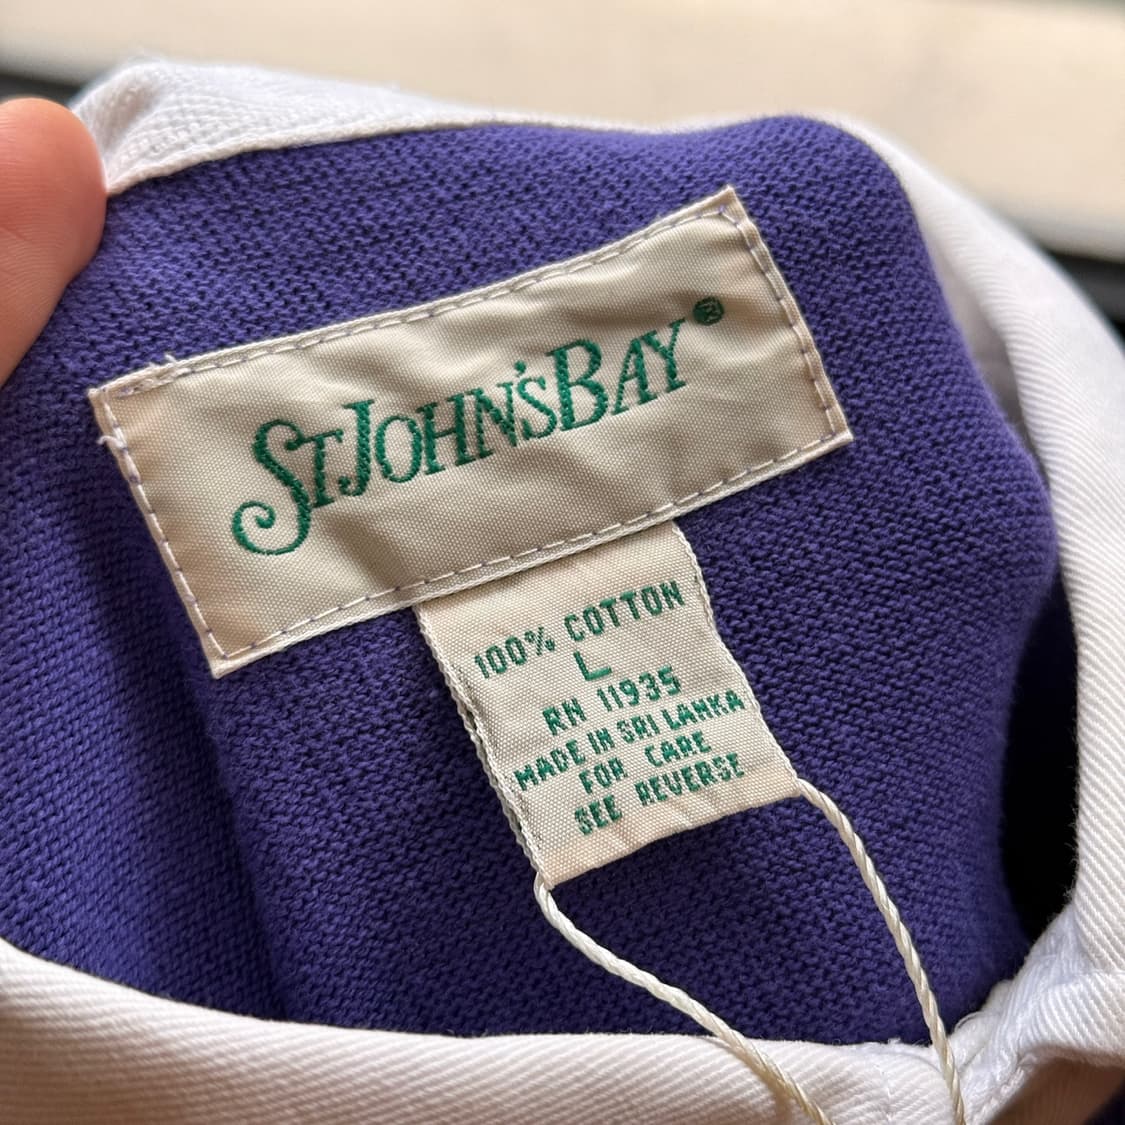 ST. JOHN'S BAY®
100% COTTON
L
RN 11935
MADE IN SRI LANKA
FOR CARE
SEE REVERSE